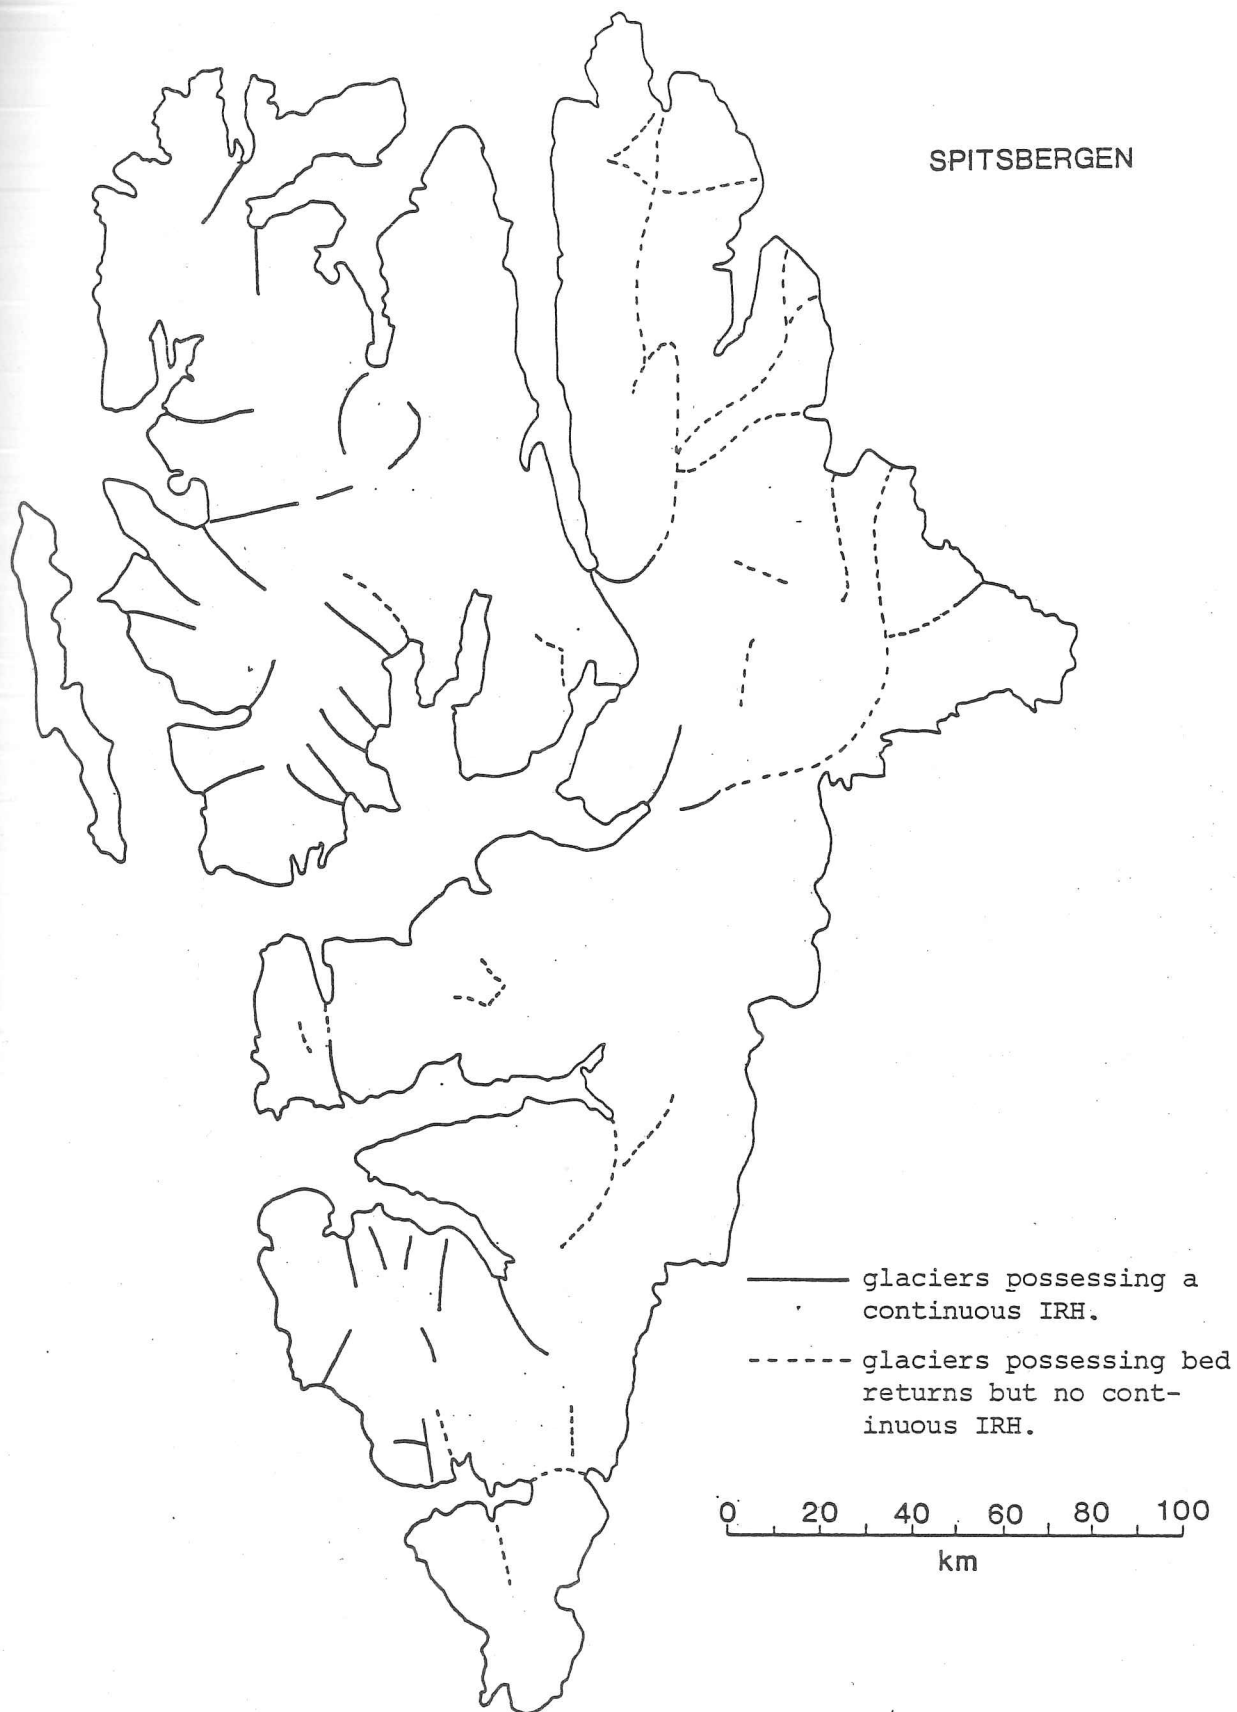 SPITSBERGEN
glaciers possessing a
continuous IRH.
glaciers possessing bed
returns but no cont-
inuous IRH.
0 20 40 60 80 100
km